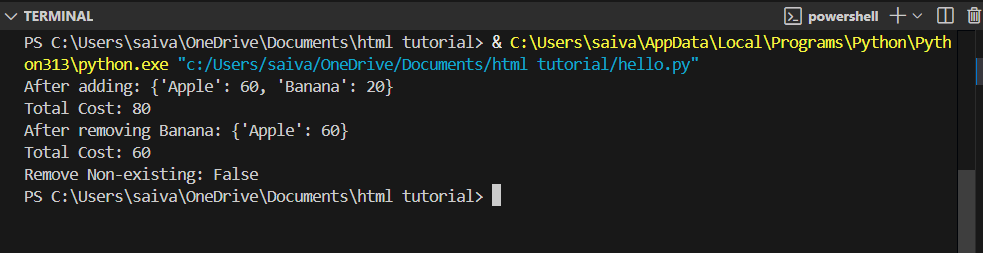 TERMINAL
powershell
PS C:\Users\saiva\OneDrive\Documents\html tutorial> & C:\Users\saiva\AppData\Local\Programs\Python\Pyth
on313\python.exe "c:/Users/saiva/OneDrive/Documents/html tutorial/hello.py"
After adding: {'Apple': 60, 'Banana': 20}
Total Cost: 80
After removing Banana: {'Apple': 60}
Total Cost: 60
Remove Non-existing: False
PS C:\Users\saiva\OneDrive\Documents\html tutorial>